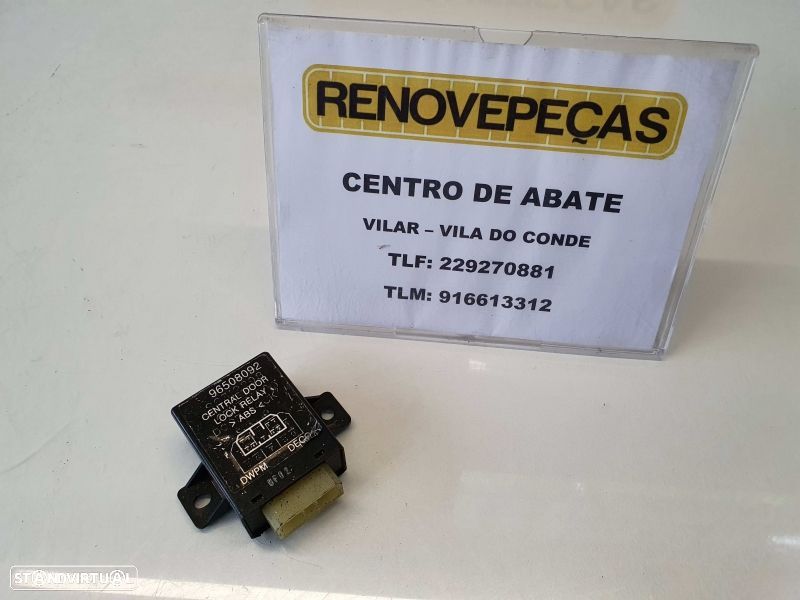 RENOVEPEÇAS
CENTRO DE ABATE
VILAR – VILA DO CONDE
TLF: 229270881
TLM: 916613312
96508092
CENTRAL DOOR
LOCK RELAY
> ABS <
DWPM
STANDVIRTUAL